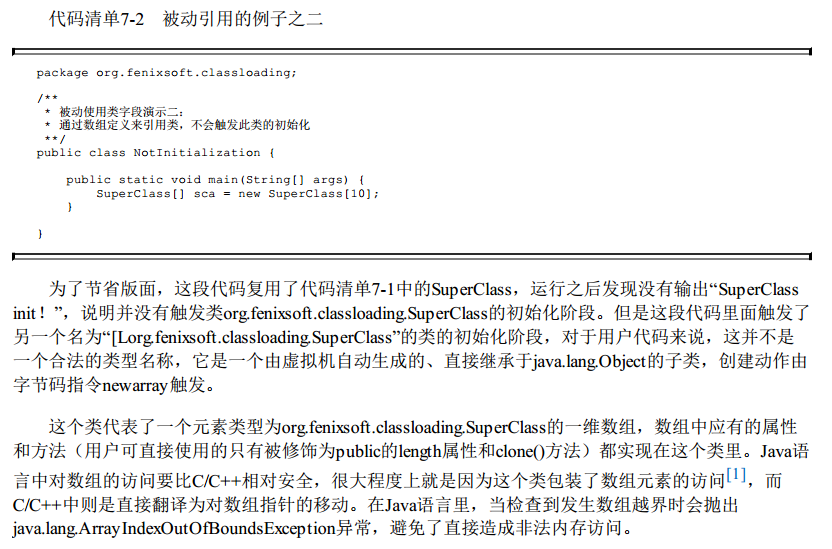 代码清单7-2 被动引用的例子之二
package org.fenixsoft.classloading;
/**
 * 被动使用类字段演示二：
 * 通过数组定义来引用类，不会触发此类的初始化
 **/
public class NotInitialization {
    public static void main(String[] args) {
        SuperClass[] sca = new SuperClass[10];
    }
}
为了节省版面，这段代码复用了代码清单7-1中的SuperClass，运行之后发现没有输出“SuperClass
init！”，说明并没有触发类org.fenixsoft.classloading.SuperClass的初始化阶段。但是这段代码里面触发了
另一个名为“[Lorg.fenixsoft.classloading.SuperClass”的类的初始化阶段，对于用户代码来说，这并不是
一个合法的类型名称，它是一个由虚拟机自动生成的、直接继承于java.lang.Object的子类，创建动作由
字节码指令newarray触发。
这个类代表了一个元素类型为org.fenixsoft.classloading.SuperClass的一维数组，数组中应有的属性
和方法（用户可直接使用的只有被修饰为public的length属性和clone()方法）都实现在这个类里。Java语
言中对数组的访问要比C/C++相对安全，很大程度上就是因为这个类包装了数组元素的访问[1]，而
C/C++中则是直接翻译为对数组指针的移动。在Java语言里，当检查到发生数组越界时会抛出
java.lang.ArrayIndexOutOfBoundsException异常，避免了直接造成非法内存访问。